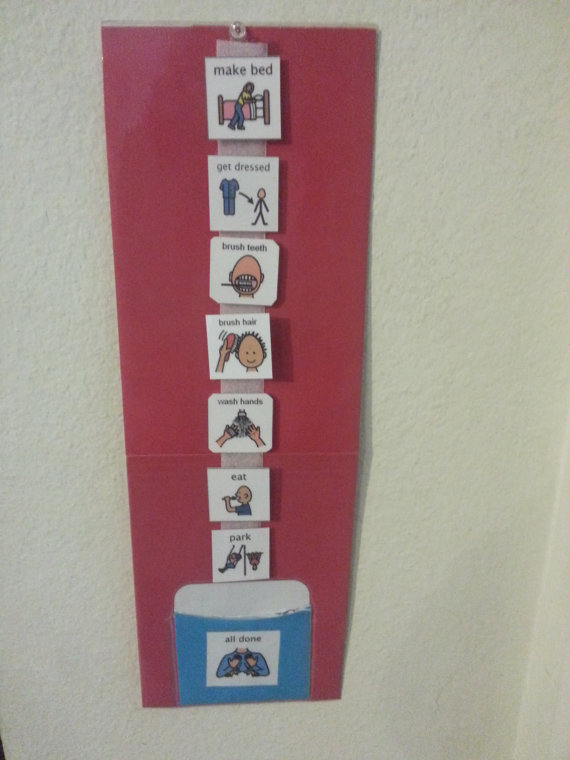 make bed
get dressed
brush teeth
brush hair
wash hands
eat
park
all done